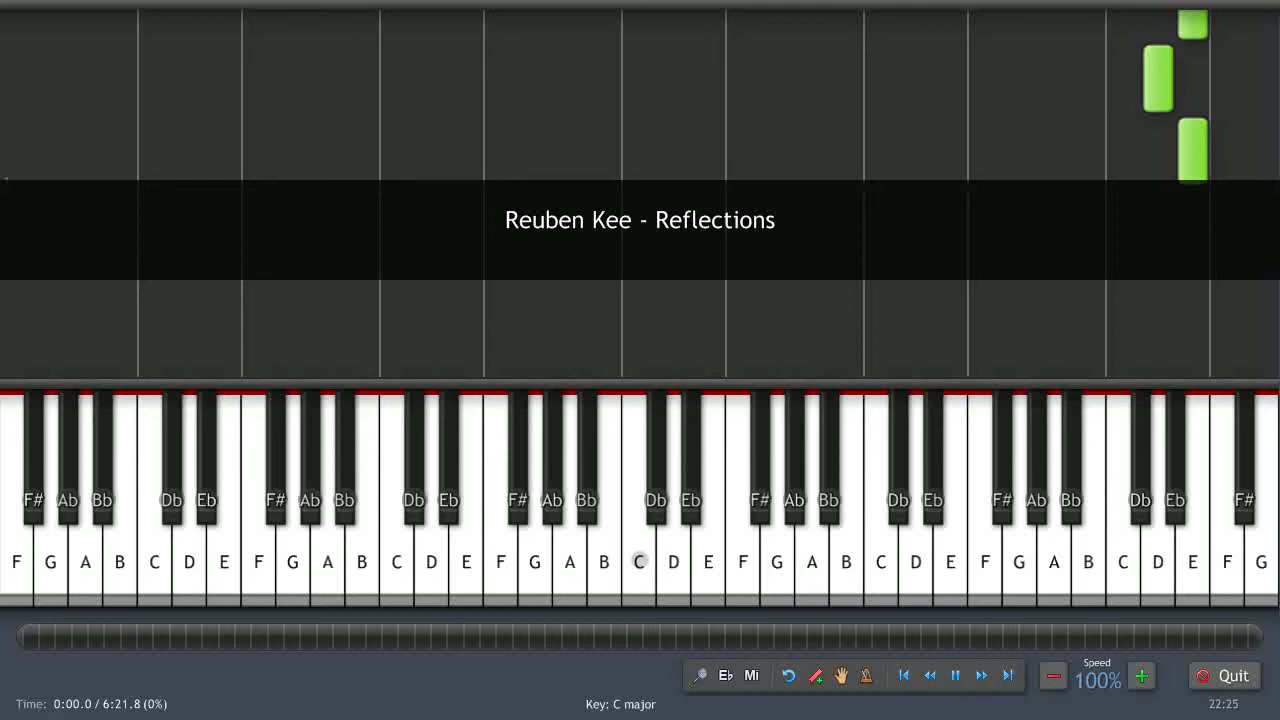 Reuben Kee - Reflections
F# Ab Bb Db Eb F# Ab Bb Db Eb F# Ab Bb Db Eb F# Ab Bb Db Eb F# Ab Bb Db Eb F#
F G A B C D E F G A B C D E F G A B C D E F G A B C D E F G A B C D E F G
Speed
Eb Mi 100% Quit
Time: 0:00.0 / 6:21.8 (0%) Key: C major 22:25